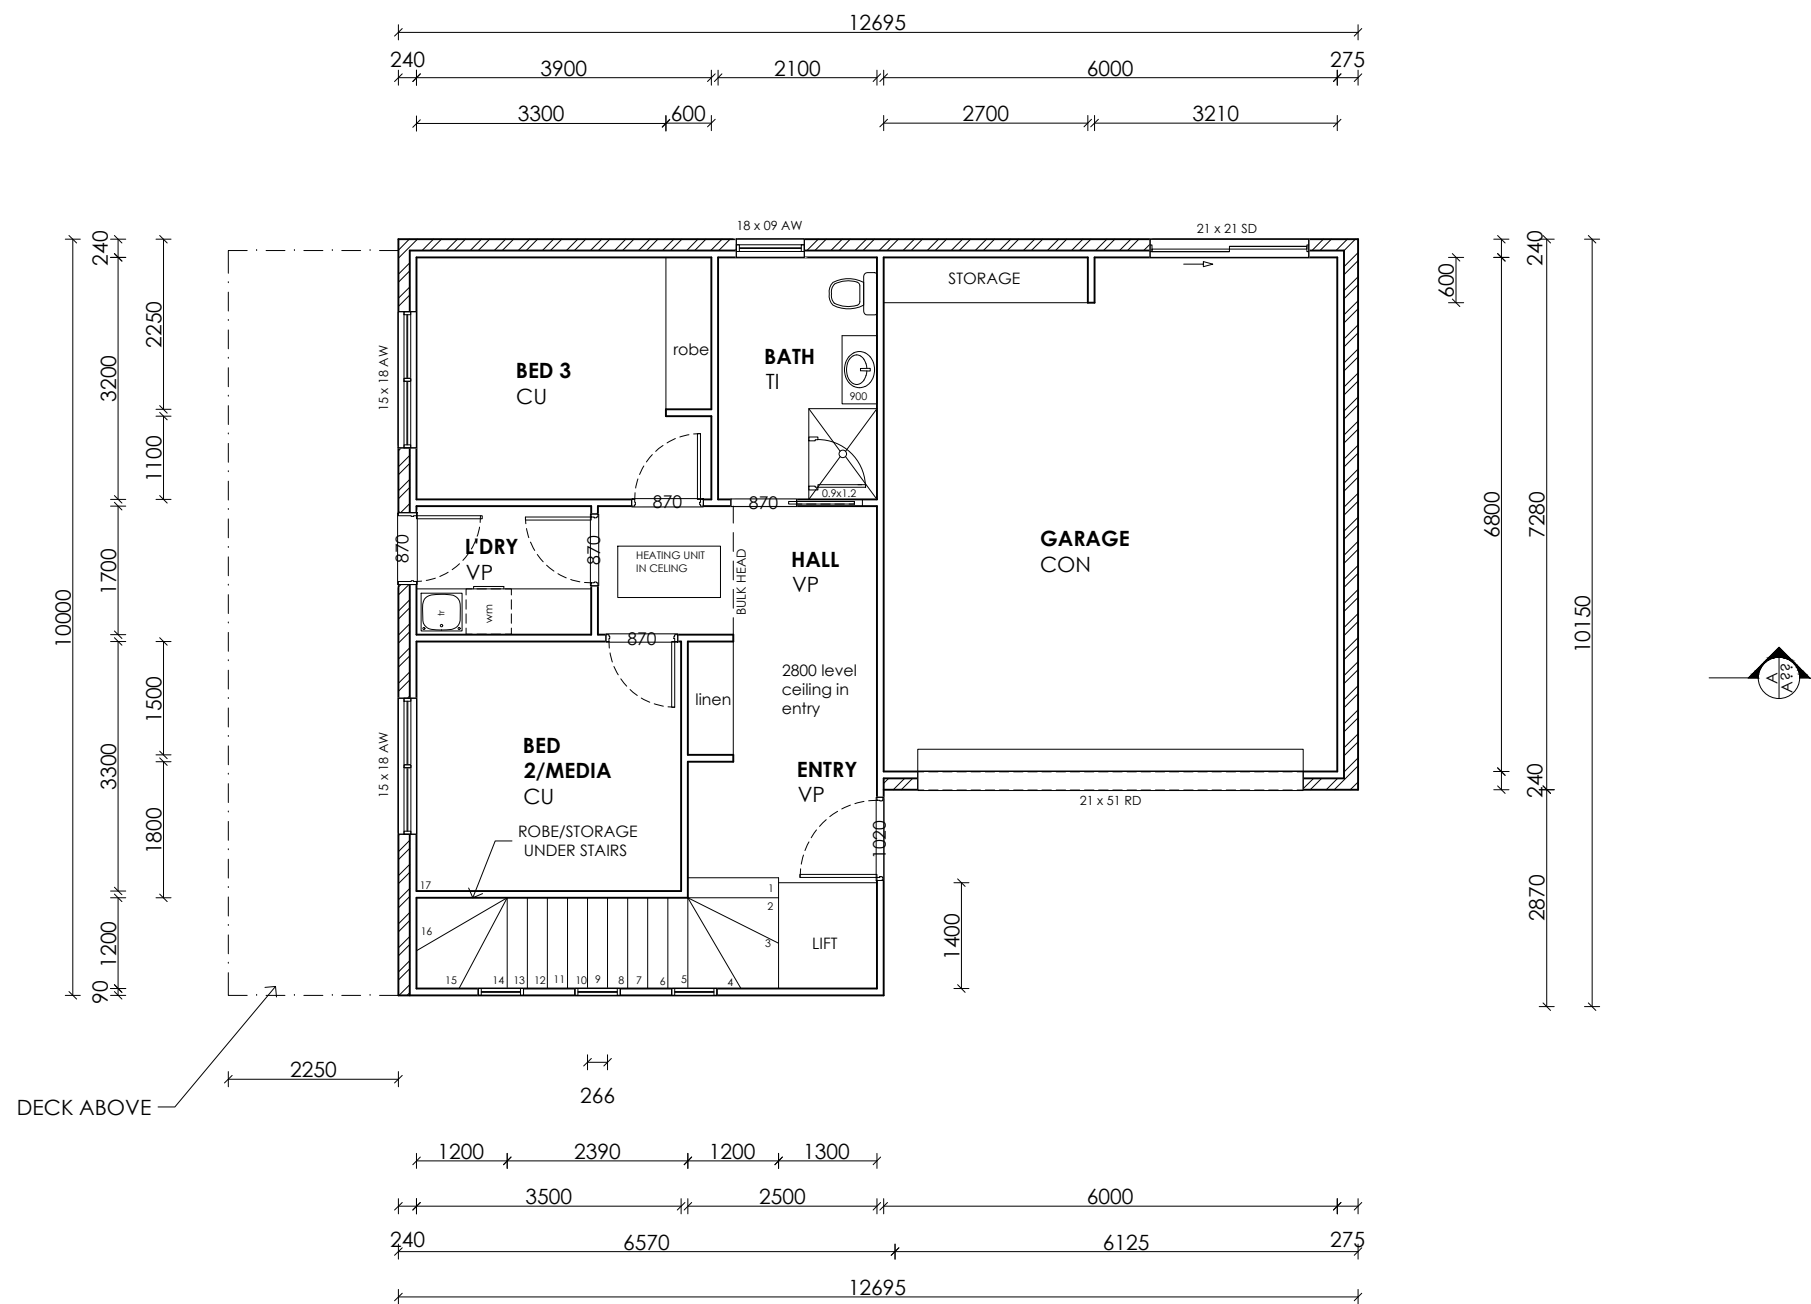 12695
240
3900
2100
6000
275
3300
600
2700
3210
18 x 09 AW
21 x 21 SD
240
3200
1700
3300
1200
90
10000
2250
1100
1500
1800
15 x 18 AW
15 x 18 AW
BED 3
CU
robe
BATH
TI
900
0.9x1.2
STORAGE
GARAGE
CON
870
870
870
870
870
L'DRY
VP
tr
wm
HEATING UNIT
IN CELING
BULK HEAD
HALL
VP
2800 level
ceiling in
entry
linen
BED
2/MEDIA
CU
ENTRY
VP
1020
21 x 51 RD
ROBE/STORAGE
UNDER STAIRS
17
16
15
14
13
12
11
10
9
8
7
6
5
4
3
2
1
LIFT
1400
600
6800
240
7280
240
2870
10150
A
A??
DECK ABOVE
2250
266
1200
2390
1200
1300
3500
2500
6000
240
6570
6125
275
12695